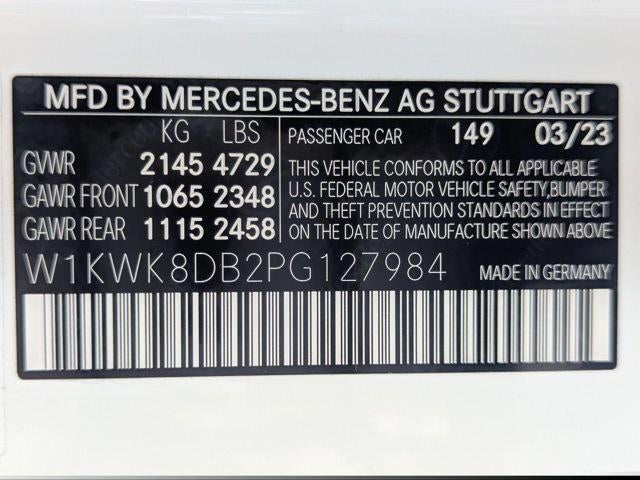 MFD BY MERCEDES-BENZ AG STUTTGART
KG LBS
GVWR 2145 4729
GAWR FRONT 1065 2348
GAWR REAR 1115 2458
PASSENGER CAR 149 03/23
THIS VEHICLE CONFORMS TO ALL APPLICABLE
U.S. FEDERAL MOTOR VEHICLE SAFETY,BUMPER
AND THEFT PREVENTION STANDARDS IN EFFECT
ON THE DATE OF MANUFACTURE SHOWN ABOVE
W1KWK8DB2PG127984 MADE IN GERMANY